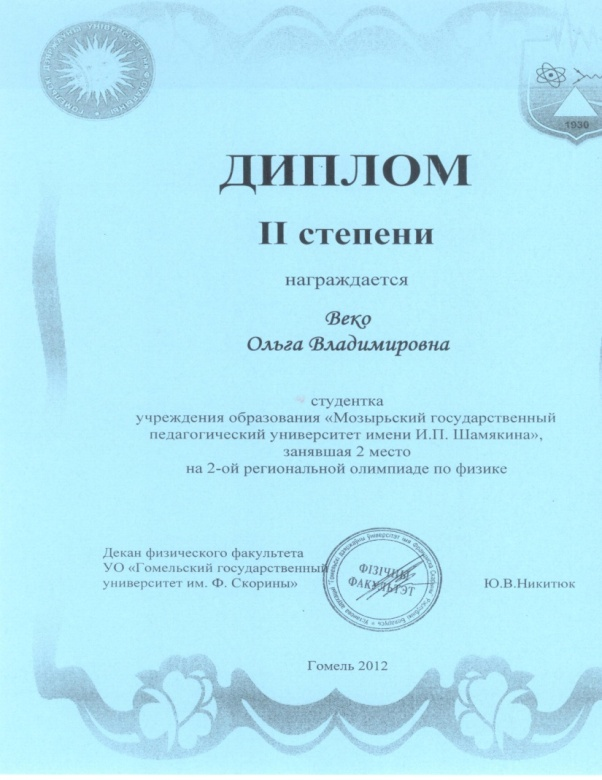 1930
ДИПЛОМ
II степени
награждается
Веко
Ольга Владимировна
студентка
учреждения образования «Мозырьский государственный
педагогический университет имени И.П. Шамякина»,
занявшая 2 место
на 2-ой региональной олимпиаде по физике
Декан физического факультета
УО «Гомельский государственный
университет им. Ф. Скорины»
ФІЗІЧНЫ
ФАКУЛЬТЭТ
Ю.В.Никитюк
Гомель 2012